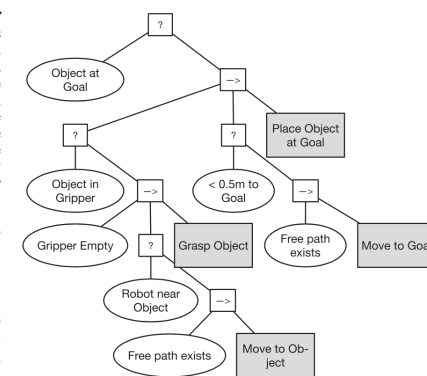 ?
Object at
Goal
—>
?
?
Place Object
at Goal
Object in
Gripper
—>
< 0.5m to
Goal
—>
Gripper Empty
?
Grasp Object
Free path
exists
Move to Goa
Robot near
Object
—>
Free path exists
Move to Ob-
ject